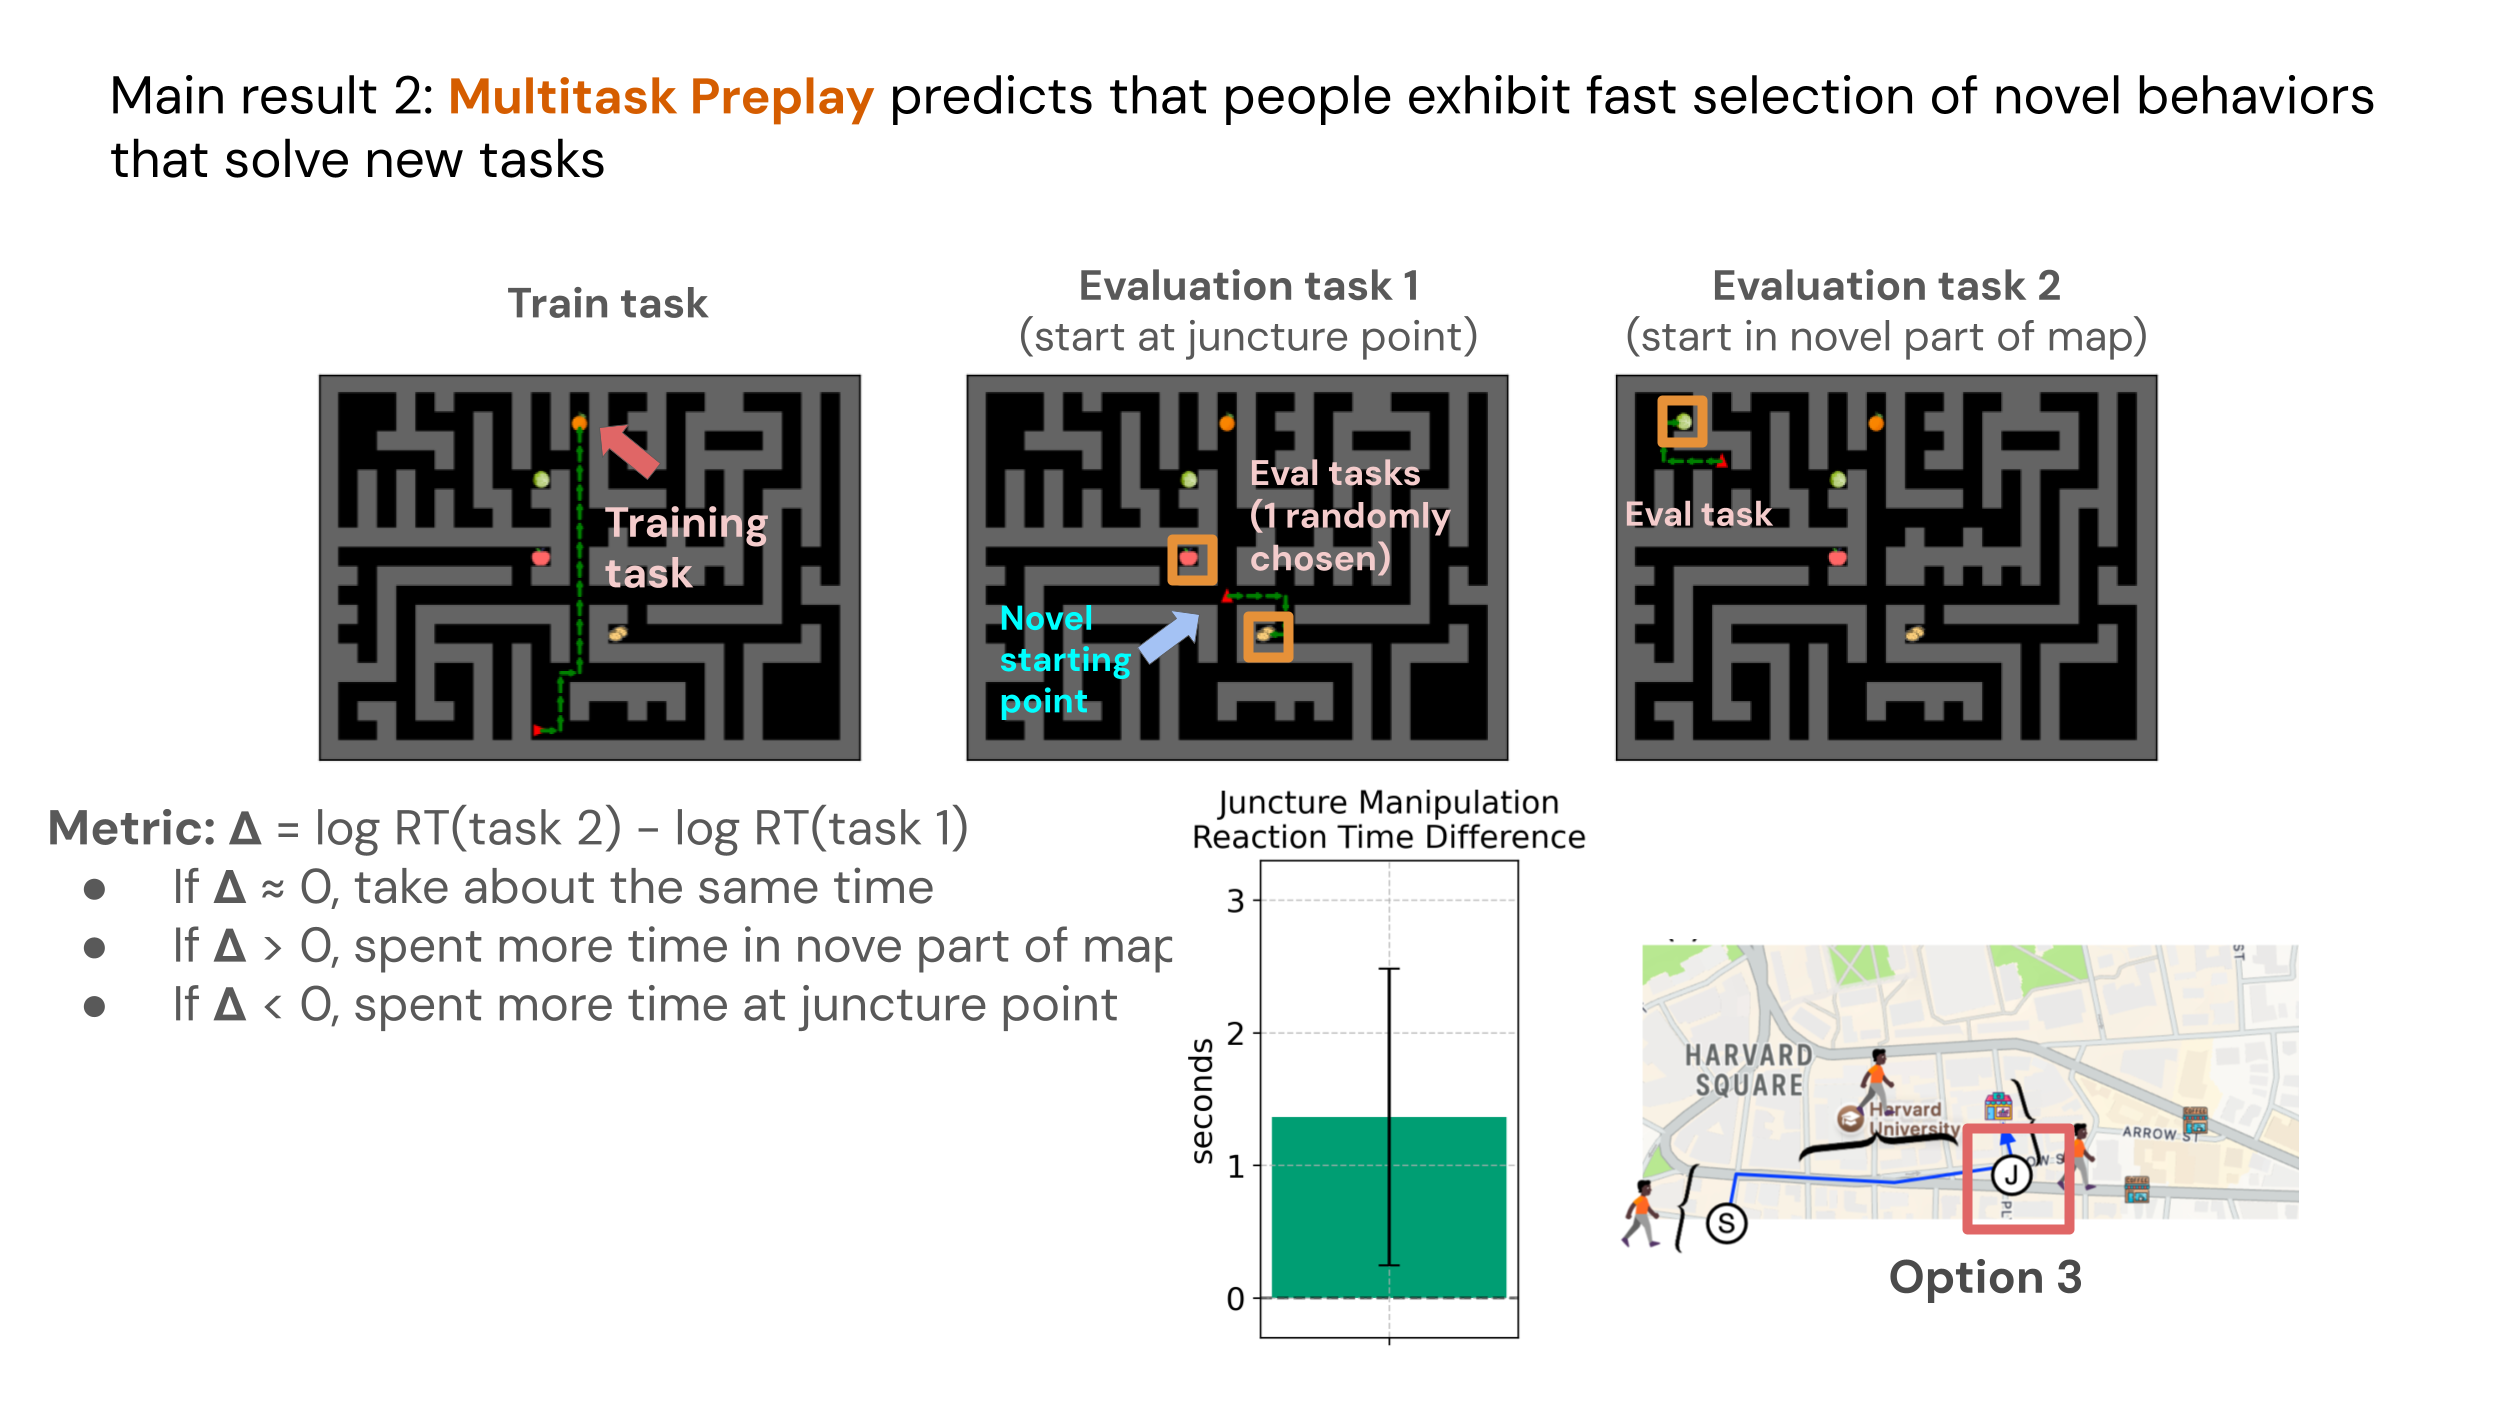 Main result 2: Multitask Preplay predicts that people exhibit fast selection of novel behaviors
that solve new tasks
Train task
Evaluation task 1
(start at juncture point)
Evaluation task 2
(start in novel part of map)
Training
task
Eval tasks
(1 randomly
chosen)
Novel
starting
point
Eval task
Metric: Δ = log RT(task 2) – log RT(task 1)
● If Δ ≈ 0, take about the same time
● If Δ > 0, spent more time in nove part of map
● If Δ < 0, spent more time at juncture point
Juncture Manipulation
Reaction Time Difference
seconds
3
2
1
0
HARVARD
SQUARE
Harvard
University
ST
ARROW ST
OW S
PL
COFFEE
S
J
Option 3